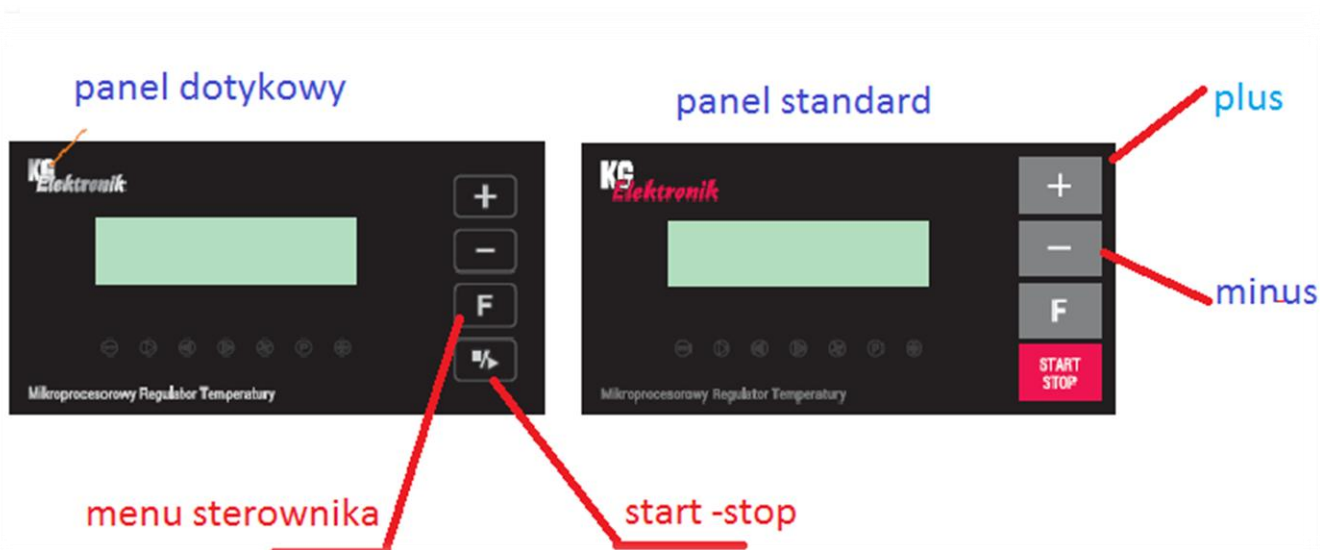 panel dotykowy
panel standard
plus
KG
Elektronik
+
-
F
■/▶
Mikroprocesorowy Regulator Temperatury
KG
Elektronik
+
-
F
START
STOP
Mikroprocesorowy Regulator Temperatury
minus
menu sterownika
start -stop